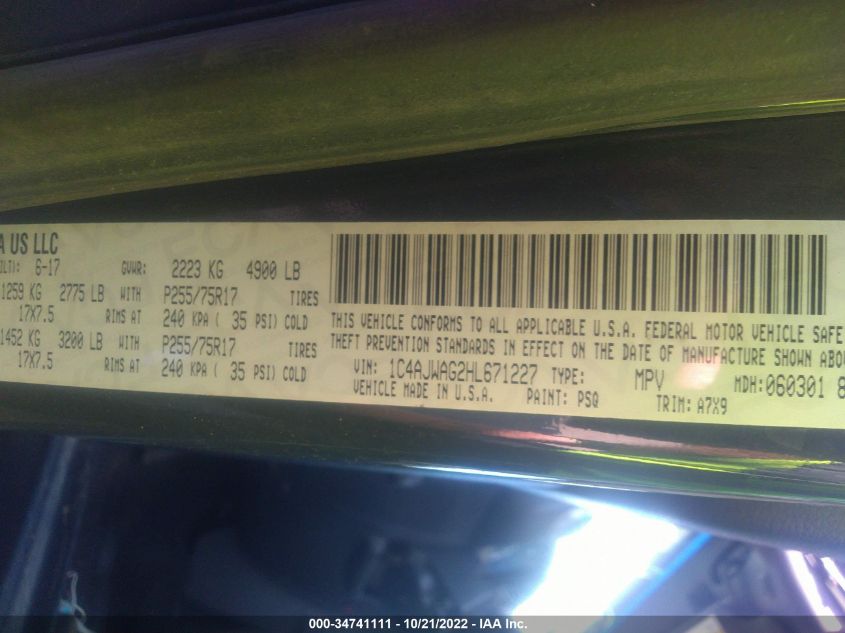 A US LLC
ILT): 6-17 GVWR: 2223 KG 4900 LB
1259 KG 2775 LB WITH P255/75R17 TIRES
17X7.5 RIMS AT 240 KPA ( 35 PSI) COLD
1452 KG 3200 LB WITH P255/75R17 TIRES
17X7.5 RIMS AT 240 KPA ( 35 PSI) COLD
THIS VEHICLE CONFORMS TO ALL APPLICABLE U.S.A. FEDERAL MOTOR VEHICLE SAFE
THEFT PREVENTION STANDARDS IN EFFECT ON THE DATE OF MANUFACTURE SHOWN ABO
VIN: 1C4AJWAG2HL671227 TYPE: MPV MDH:060301 8
VEHICLE MADE IN U.S.A. PAINT: PSQ TRIM: A7X9
000-34741111 - 10/21/2022 - IAA Inc.